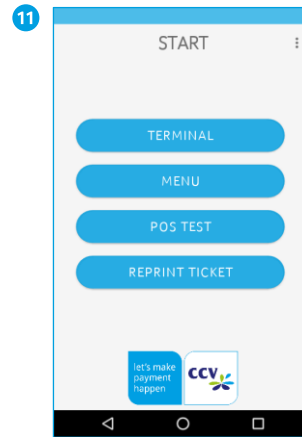 11
START
TERMINAL
MENU
POS TEST
REPRINT TICKET
let's make
payment
happen
CCV